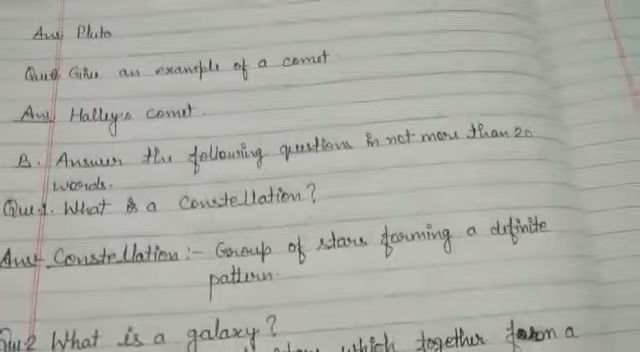 Ans Pluto
Give an example of a comet.
Ans Halley's comet.
B. Answer the following questions in not more than 20
words.
Que.1. What is a Constellation?
Ans Constellation :- Group of stars forming a definite
pattern.
Qu.2 What is a galaxy?
which together form a